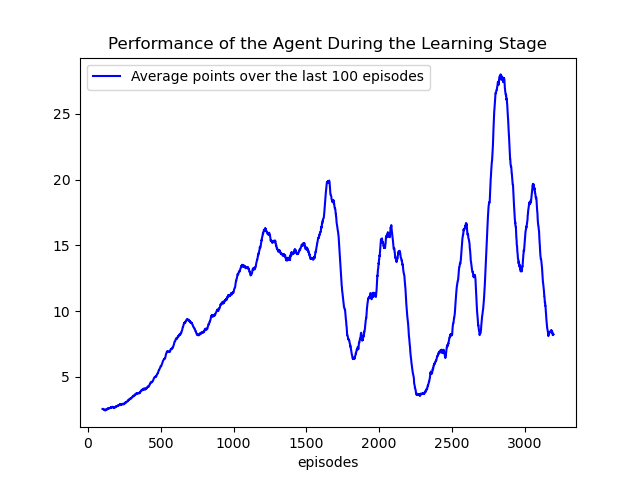 Performance of the Agent During the Learning Stage
Average points over the last 100 episodes
25
20
15
10
5
0 500 1000 1500 2000 2500 3000
episodes